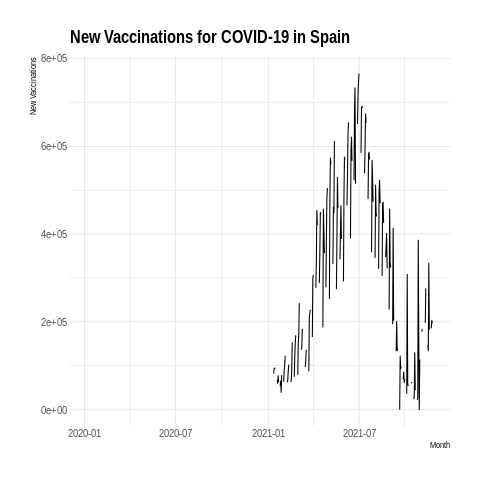 New Vaccinations for COVID-19 in Spain
New Vaccinations
8e+05
6e+05
4e+05
2e+05
0e+00
2020-01 2020-07 2021-01 2021-07
Month